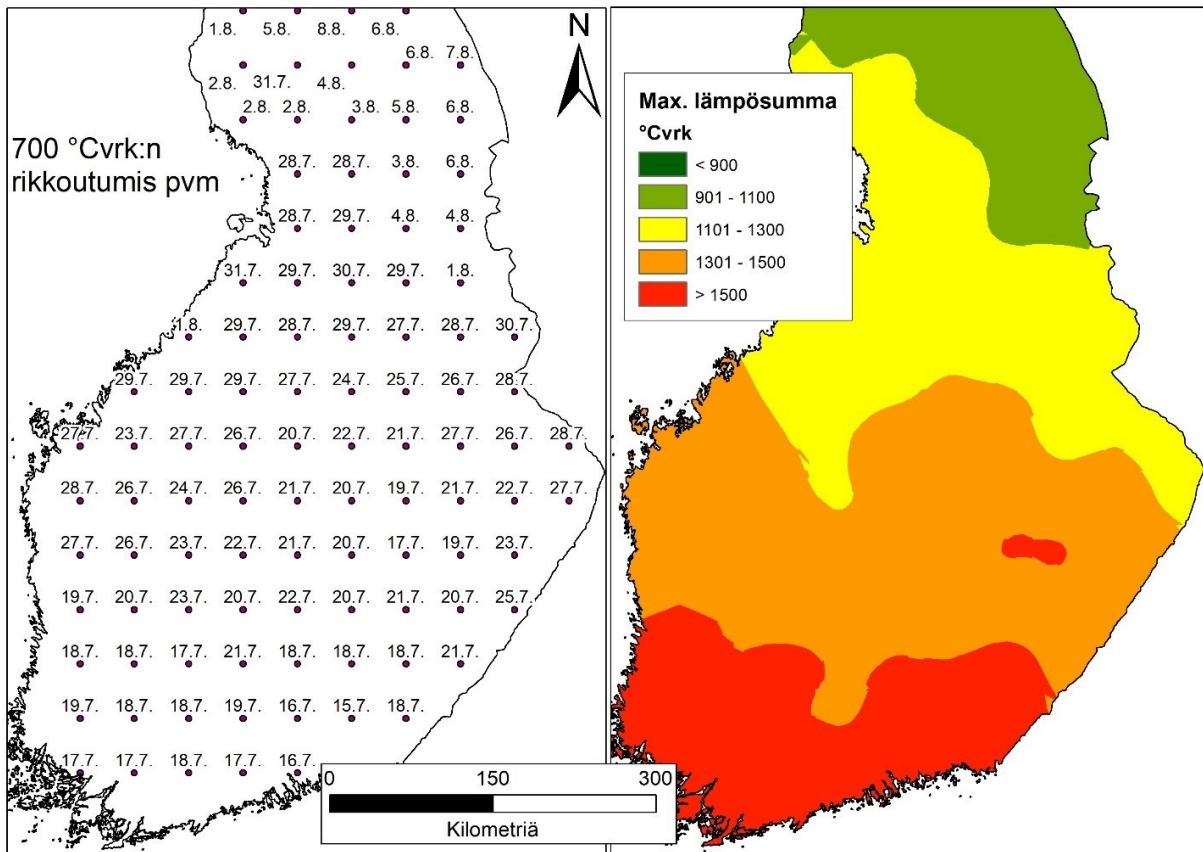 1.8. 5.8. 8.8. 6.8.
6.8. 7.8.
2.8. 31.7. 4.8.
2.8. 2.8. 3.8. 5.8. 6.8.
700 °Cvrk:n
rikkoutumis pvm
28.7. 28.7. 3.8. 6.8.
28.7. 29.7. 4.8. 4.8.
31.7. 29.7. 30.7. 29.7. 1.8.
1.8. 29.7. 28.7. 29.7. 27.7. 28.7. 30.7.
29.7. 29.7. 29.7. 27.7. 24.7. 25.7. 26.7. 28.7.
27.7. 23.7. 27.7. 26.7. 20.7. 22.7. 21.7. 27.7. 26.7. 28.7.
28.7. 26.7. 24.7. 26.7. 21.7. 20.7. 19.7. 21.7. 22.7. 27.7.
27.7. 26.7. 23.7. 22.7. 21.7. 20.7. 17.7. 19.7. 23.7.
19.7. 20.7. 23.7. 20.7. 22.7. 20.7. 21.7. 20.7. 25.7.
18.7. 18.7. 17.7. 21.7. 18.7. 18.7. 18.7. 21.7.
19.7. 18.7. 18.7. 19.7. 16.7. 15.7. 18.7.
17.7. 17.7. 18.7. 17.7. 16.7.
N
0 150 300
Kilometriä
Max. lämpösumma
°Cvrk
< 900
901 - 1100
1101 - 1300
1301 - 1500
> 1500